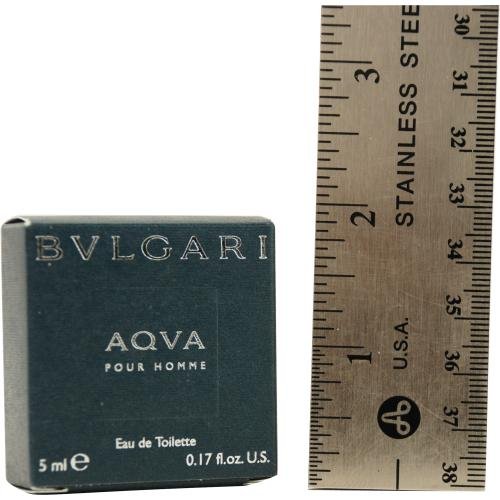 BVLGARI
AQVA
POUR HOMME
Eau de Toilette
5 ml e 0.17 fl.oz. U.S.
3
2
1
STAINLESS STEE
U.S.A.
30
31
32
33
34
35
36
37
38